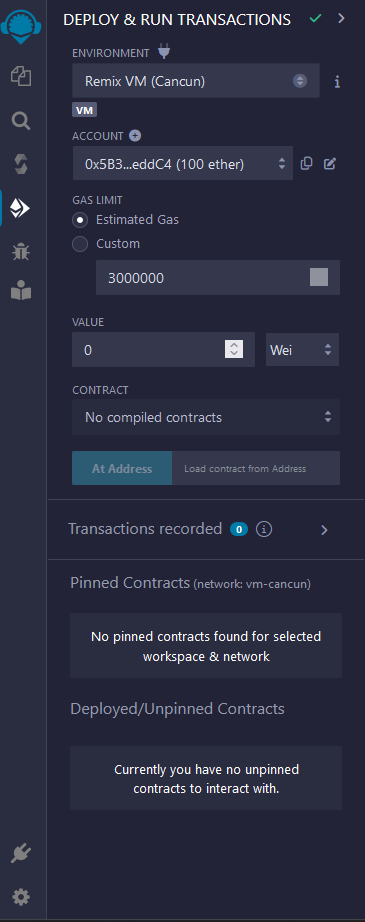 DEPLOY & RUN TRANSACTIONS
ENVIRONMENT
Remix VM (Cancun)
VM
ACCOUNT
0x5B3...eddC4 (100 ether)
GAS LIMIT
Estimated Gas
Custom
3000000
VALUE
0 Wei
CONTRACT
No compiled contracts
At Address Load contract from Address
Transactions recorded 0
Pinned Contracts (network: vm-cancun)
No pinned contracts found for selected
workspace & network
Deployed/Unpinned Contracts
Currently you have no unpinned
contracts to interact with.